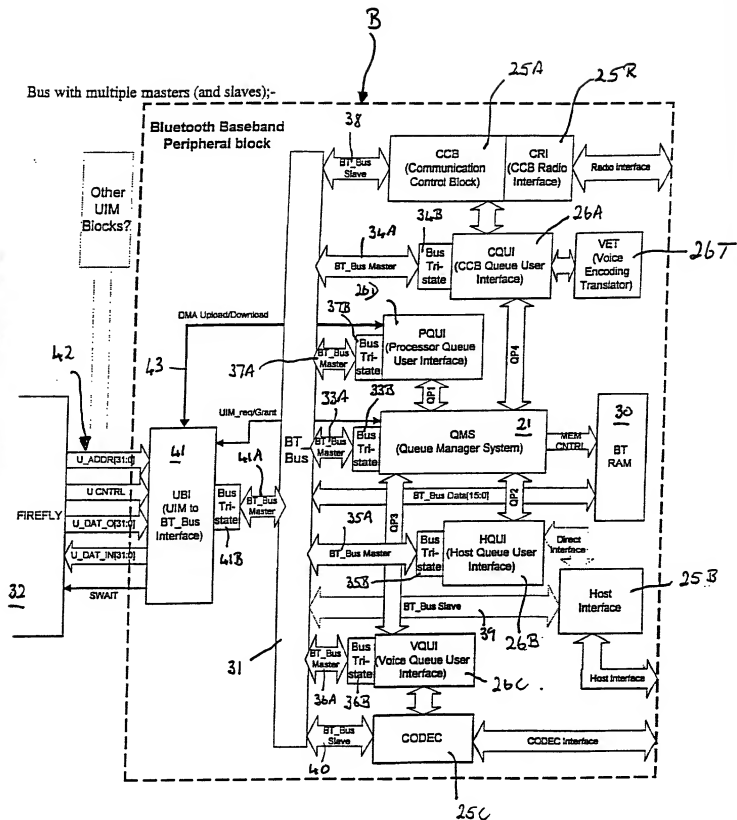 B
Bus with multiple masters (and slaves);-
25A
25R
Bluetooth Baseband
Peripheral block
38
BT_Bus
Slave
CCB
(Communication
Control Block)
CRI
(CCB Radio
Interface)
Radio Interface
Other
UIM
Blocks?
34B
26A
34A
BT_Bus Master
Bus
Tri-
state
CQUI
(CCB Queue User
Interface)
VET
(Voice
Encoding
Translator)
26T
DMA Upload/Download
26D
37B
43
37A
BT_Bus
Master
Bus
Tri-
state
PQUI
(Processor Queue
User Interface)
QP4
42
33A
33B
QP1
UIM_req/Grant
BT
Bus
BT_Bus
Master
Bus
Tri-
state
QMS
(Queue Manager System)
21
MEM
CNTRL
30
BT
RAM
U_ADDR[31:0]
U CNTRL
U_DAT_O[31:0]
U_DAT_IN[31:0]
SWAIT
FIREFLY
32
41
UBI
(UIM to
BT_Bus
Interface)
Bus
Tri-
state
41A
BT_Bus
Master
41B
BT_Bus Data[15:0]
QP3
QP2
35A
BT_Bus Master
Bus
Tri-
state
35B
HQUI
(Host Queue User
Interface)
Direct
Interface
25B
BT_Bus Slave
39
26B
Host
Interface
31
BT_Bus
Master
36A
Bus
Tri-
state
36B
VQUI
(Voice Queue User
Interface)
26C
Host Interface
BT_Bus
Slave
40
CODEC
CODEC Interface
25C